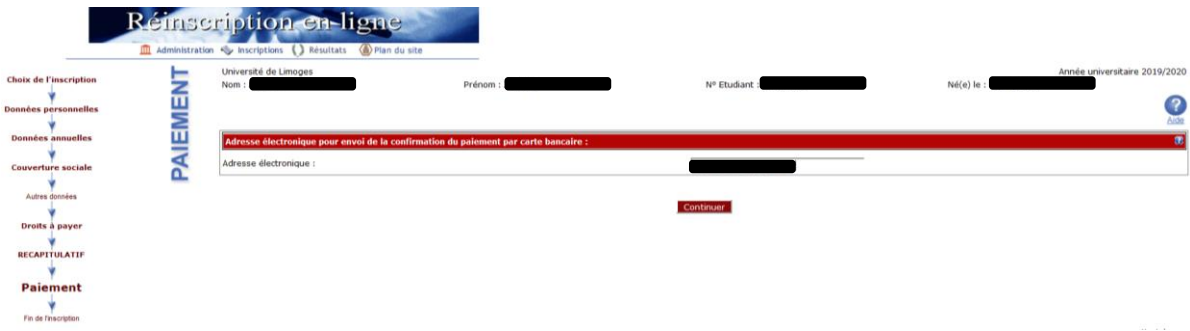 Réinscription en ligne
Administration Inscriptions Résultats Plan du site
Choix de l'inscription
Données personnelles
Données annuelles
Couverture sociale
Autres données
Droits à payer
RECAPITULATIF
Paiement
Fin de l'inscription
PAIEMENT
Université de Limoges Année universitaire 2019/2020
Nom : Prénom : N° Etudiant : Né(e) le :
Aide
Adresse électronique pour envoi de la confirmation du paiement par carte bancaire :
Adresse électronique :
Continuer